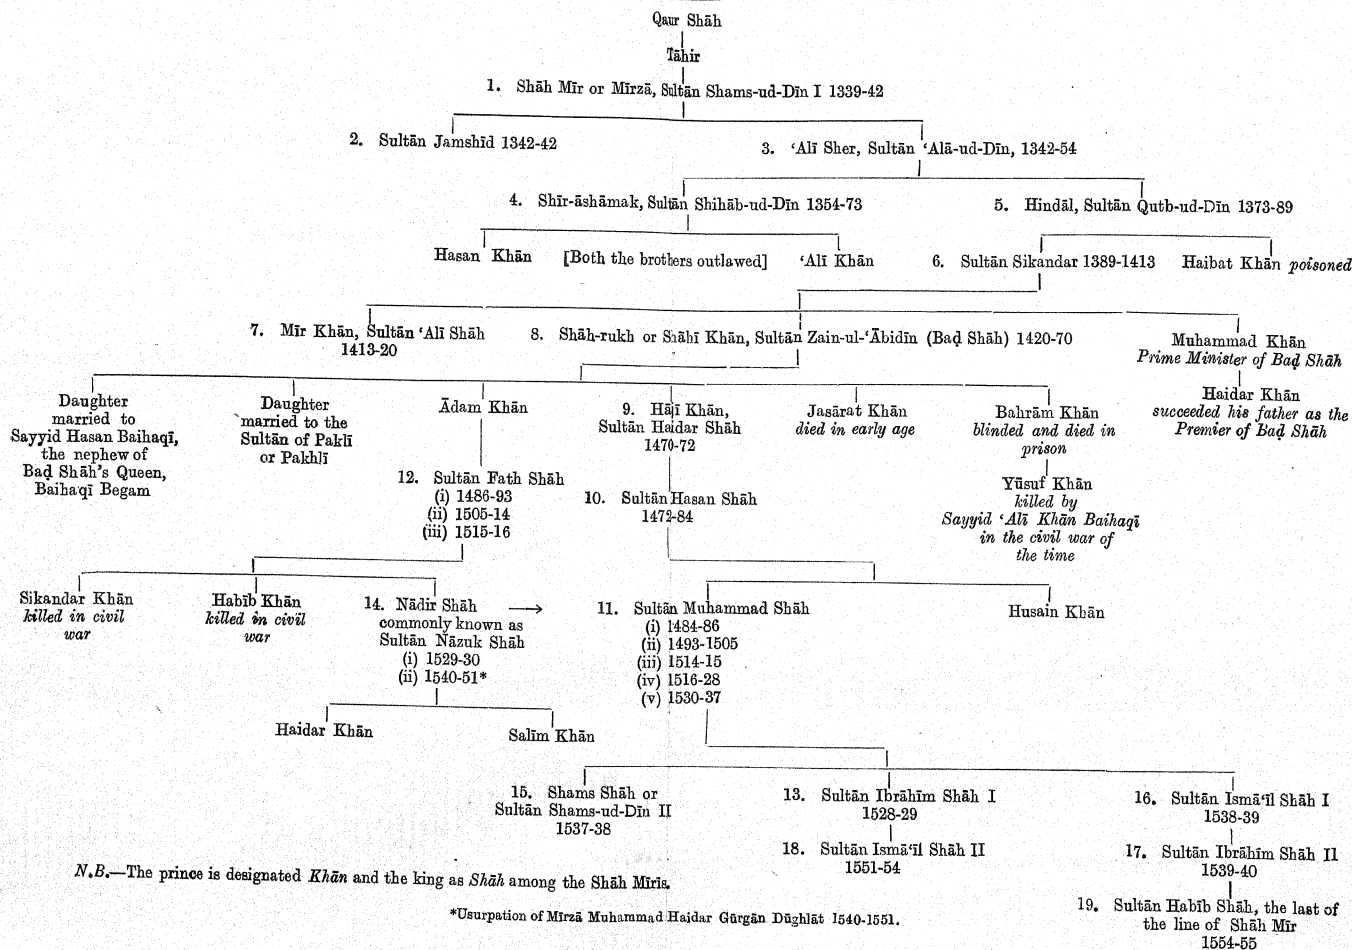 Qaur Shāh
Tāhir
1. Shāh Mīr or Mīrzā, Sultān Shams-ud-Dīn I 1339-42
2. Sultān Jamshīd 1342-42
3. ‘Alī Sher, Sultān ‘Alā-ud-Dīn, 1342-54
4. Shīr-āshāmak, Sultān Shihāb-ud-Dīn 1354-73
5. Hindāl, Sultān Qutb-ud-Dīn 1373-89
Hasan Khān
[Both the brothers outlawed]
‘Alī Khān
6. Sultān Sikandar 1389-1413
Haibat Khān poisoned
7. Mīr Khān, Sultān ‘Alī Shāh
1413-20
8. Shāh-rukh or Shāhī Khān, Sultān Zain-ul-‘Ābidīn (Baḍ Shāh) 1420-70
Muhammad Khān
Prime Minister of Baḍ Shāh
Haidar Khān
succeeded his father as the
Premier of Baḍ Shāh
Daughter
married to
Sayyid Hasan Baihaqī,
the nephew of
Baḍ Shāh's Queen,
Baihaqī Begam
Daughter
married to the
Sultān of Paklī
or Pakhlī
Ādam Khān
9. Hājī Khān,
Sultān Haidar Shāh
1470-72
Jasārat Khān
died in early age
Bahrām Khān
blinded and died in
prison
Yūsuf Khān
killed by
Sayyid ‘Alī Khān Baihaqī
in the civil war of
the time
12. Sultān Fath Shāh
(i) 1486-93
(ii) 1505-14
(iii) 1515-16
10. Sultān Hasan Shāh
1472-84
Sikandar Khān
killed in civil
war
Habīb Khān
killed in civil
war
14. Nādir Shāh →
commonly known as
Sultān Nāzuk Shāh
(i) 1529-30
(ii) 1540-51*
11. Sultān Muhammad Shāh
(i) 1484-86
(ii) 1493-1505
(iii) 1514-15
(iv) 1516-28
(v) 1530-37
Husain Khān
Haidar Khān
Salīm Khān
15. Shams Shāh or
Sultān Shams-ud-Dīn II
1537-38
13. Sultān Ibrāhīm Shāh I
1528-29
16. Sultān Ismā‘īl Shāh I
1538-39
18. Sultān Ismā‘īl Shāh II
1551-54
17. Sultān Ibrāhīm Shāh II
1539-40
19. Sultān Habīb Shāh, the last of
the line of Shāh Mīr
1554-55
N.B.—The prince is designated Khān and the king as Shāh among the Shāh Mīrīs.
*Usurpation of Mīrzā Muhammad Haidar Gūrgān Dūghlāt 1540-1551.